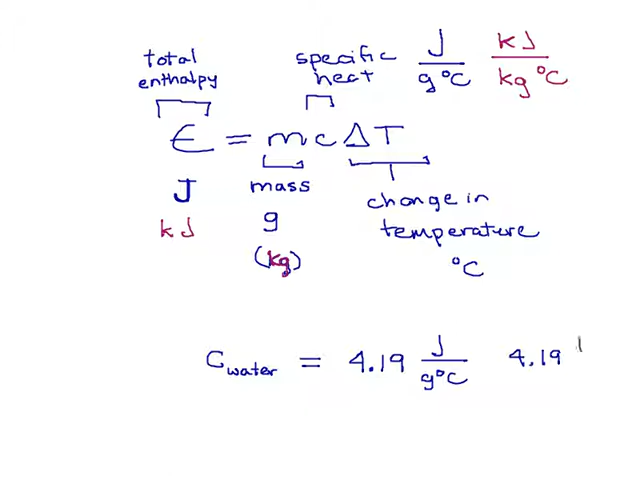 total enthalpy
specific heat J/g°C kJ/kg°C
E = mcΔT
J mass change in
kJ g temperature
(kg) °C
C water = 4.19 J/g°C 4.19